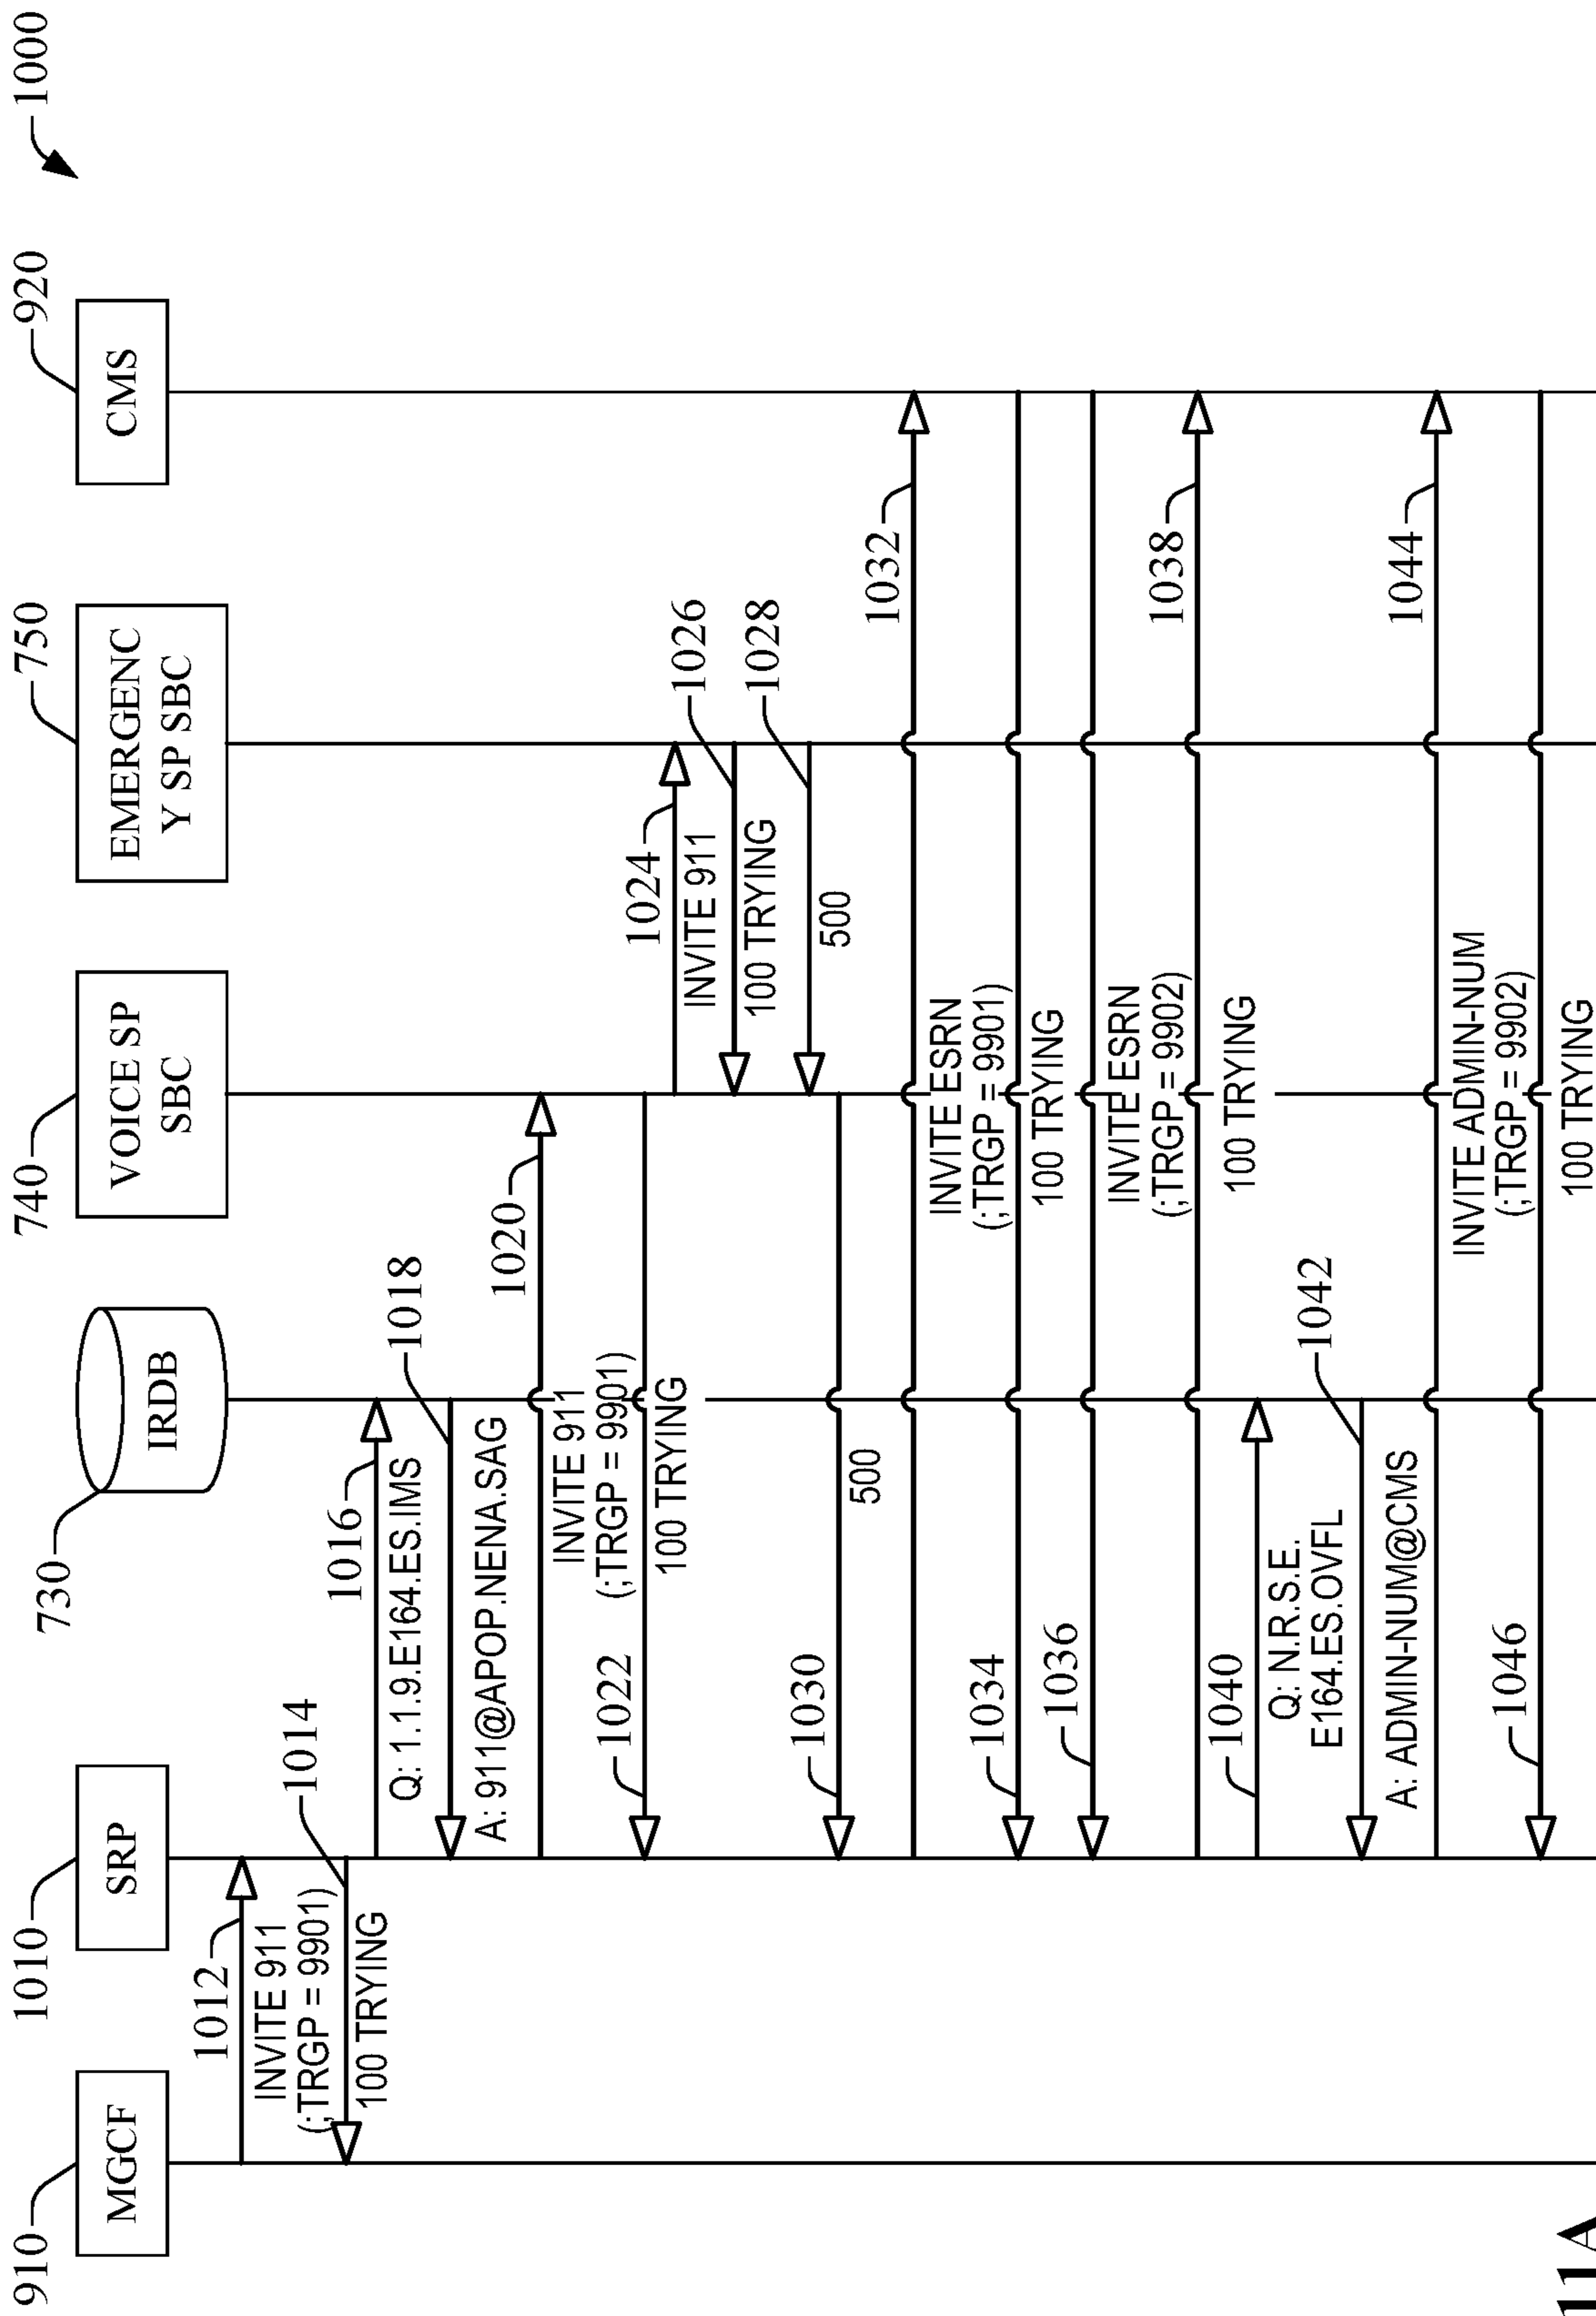 1000
910
MGCF
1010
SRP
730
IRDB
740
VOICE SP
SBC
750
EMERGENC
Y SP SBC
920
CMS
1012
INVITE 911
(;TRGP = 9901)
1014
100 TRYING
1016
Q: 1.1.9.E164.ES.IMS
1018
A: 911@APOP.NENA.SAG
1020
INVITE 911
(;TRGP = 9901)
1022
100 TRYING
1024
INVITE 911
1026
100 TRYING
1028
500
1030
500
1032
INVITE ESRN
(;TRGP = 9901)
1034
100 TRYING
1036
INVITE ESRN
(;TRGP = 9902)
1038
100 TRYING
1040
Q: N.R.S.E.
E164.ES.OVFL
1042
A: ADMIN-NUM@CMS
1044
INVITE ADMIN-NUM
(;TRGP = 9902)
1046
100 TRYING
11A